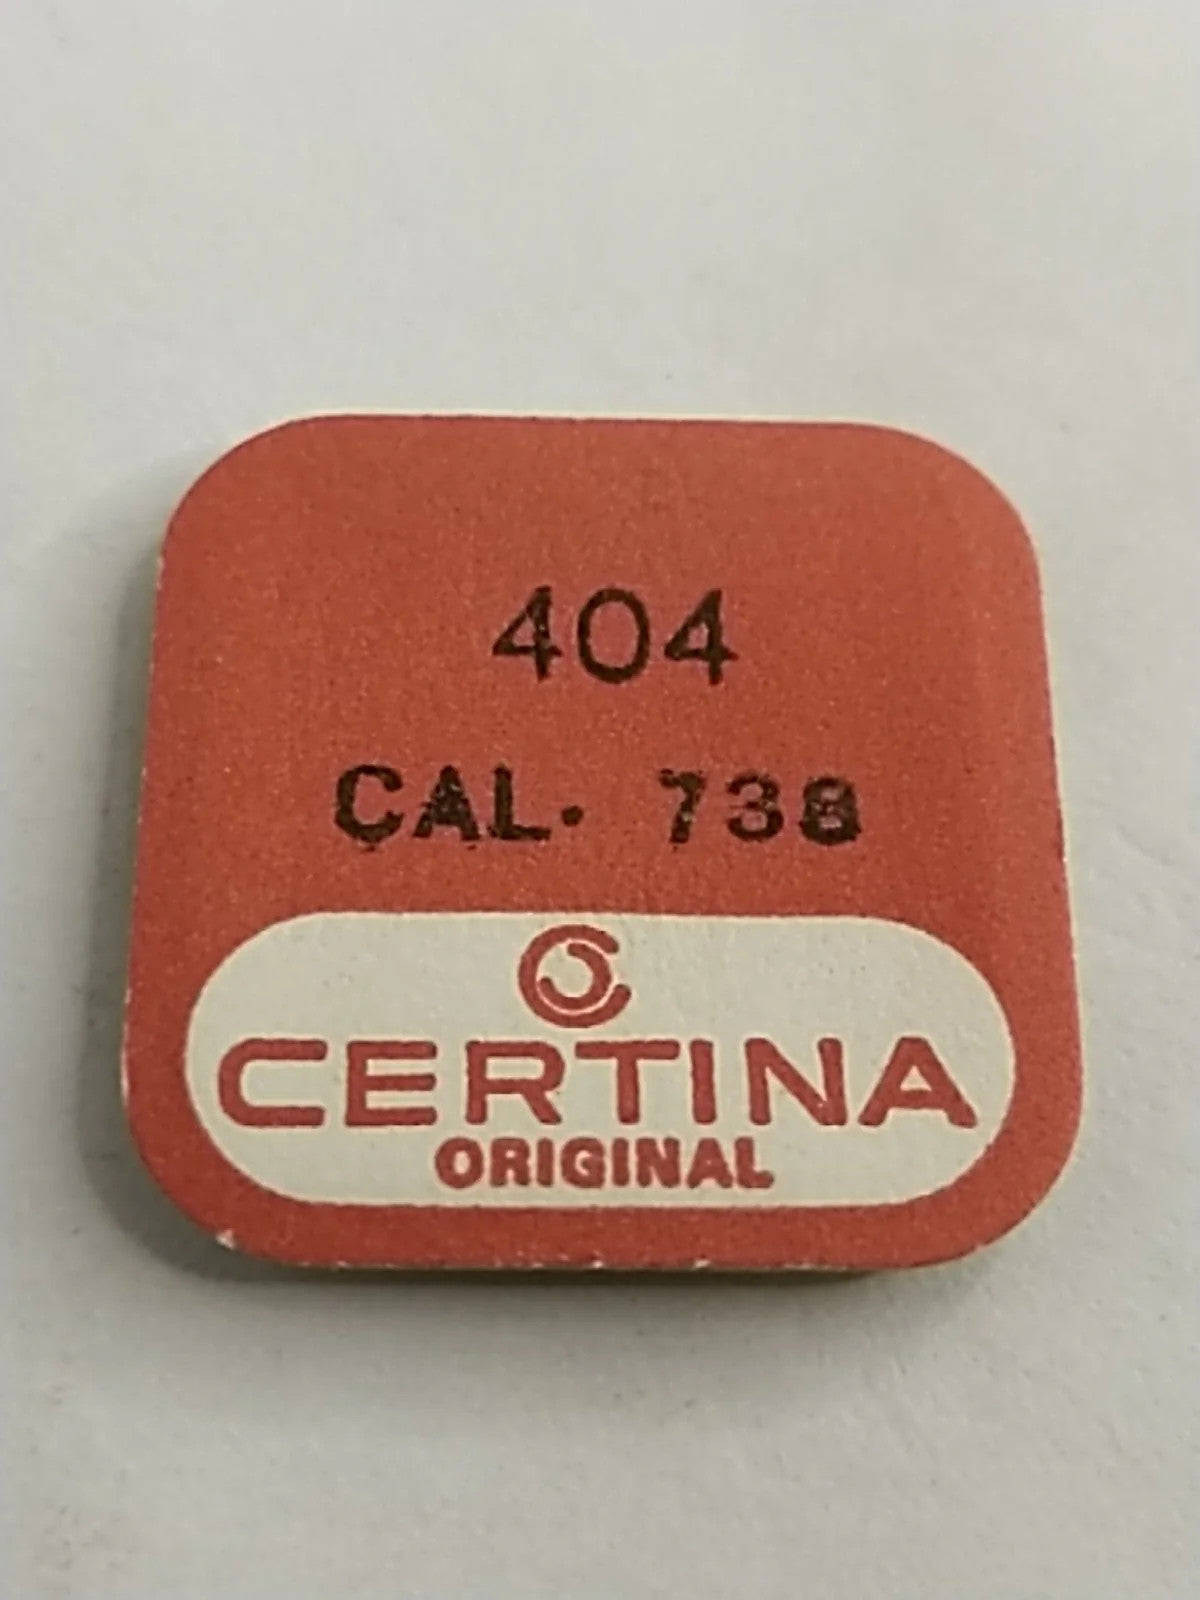 404
CAL. 738
CERTINA
ORIGINAL